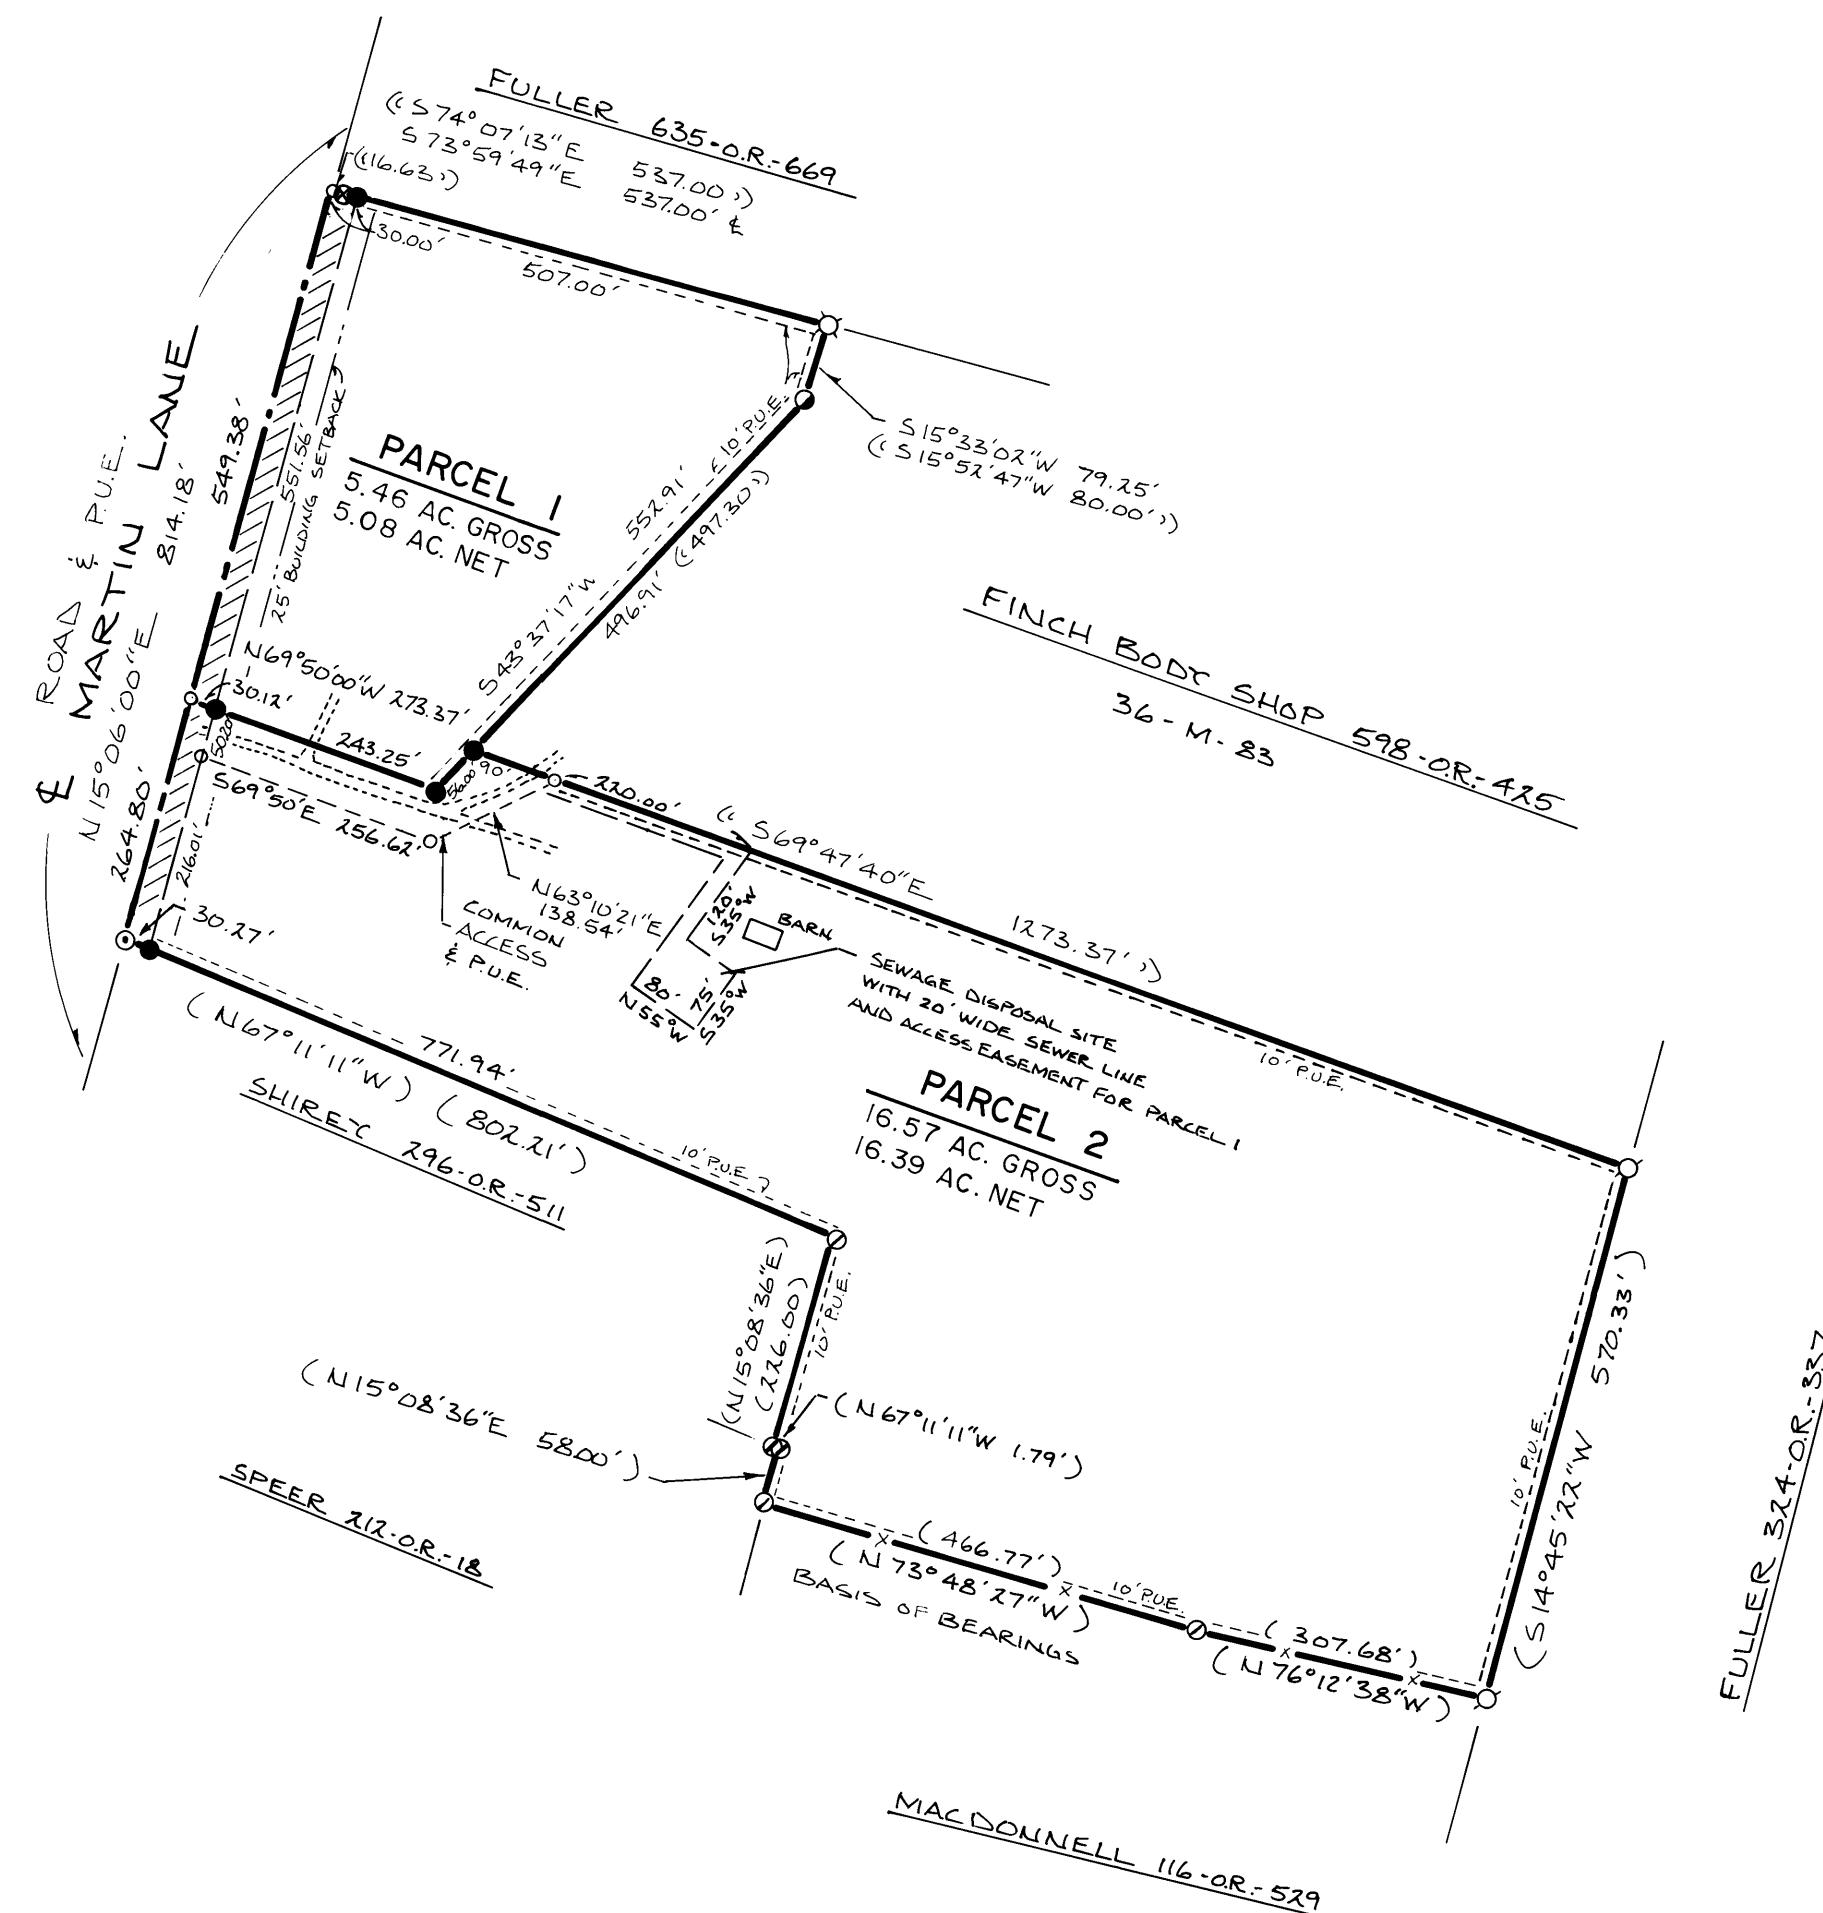 FULLER 635-O.R.-669
((S74°07'13"E 537.00'))
S73°59'49"E 537.00' ℄
((16.63'))
30.00'
507.00'
ROAD & P.U.E.
℄ MARTIN LANE
N15°06'00"E 814.18'
549.38'
551.56'
25' BUILDING SETBACK
PARCEL 1
5.46 AC. GROSS
5.08 AC. NET
10' P.U.E.
552.91'
S43°37'17"W
496.91' ((497.30'))
S15°33'02"W 79.25'
((S15°52'47"W 80.00'))
FINCH BODY SHOP 598-O.R.-425
36-M-83
N69°50'00"W 273.37'
30.12'
243.25'
50.20'
56.00'
90'
220.00'
264.80'
216.01'
S69°50'E 256.62'
N63°10'21"E
138.54'
COMMON
ACCESS
& P.U.E.
((S69°47'40"E 1273.37'))
120'
S35°W
BARN
80'
N55°W
75'
S35°W
SEWAGE DISPOSAL SITE
WITH 20' WIDE SEWER LINE
AND ACCESS EASEMENT FOR PARCEL 1
10' P.U.E.
30.27'
771.94'
(N67°11'11"W) (802.21')
SHIREY 296-O.R.-511
10' P.U.E.
PARCEL 2
16.57 AC. GROSS
16.39 AC. NET
(N15°08'36"E)
(226.00)
10' P.U.E.
(N15°08'36"E 58.00')
(N67°11'11"W 1.79')
SPEER 212-O.R.-18
(466.77')
(N73°48'27"W)
BASIS OF BEARINGS
10' P.U.E.
(307.68')
(N76°12'38"W)
10' P.U.E.
(S14°45'22"W 570.33')
FULLER 324-O.R.-337
MACDONNELL 116-O.R.-529